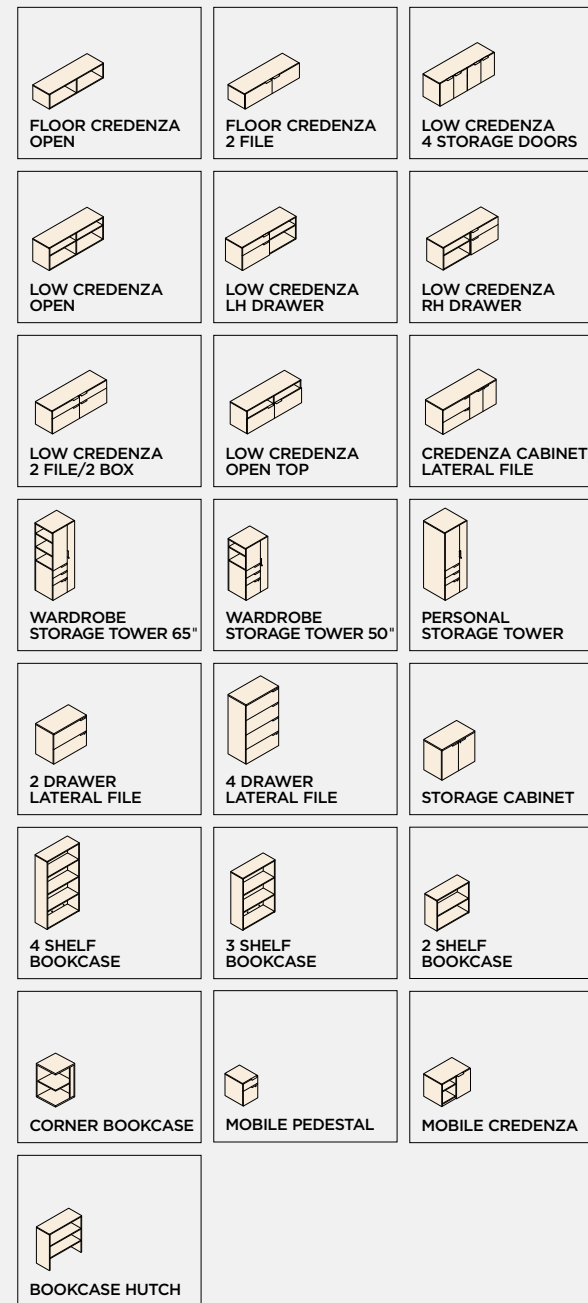 FLOOR CREDENZA
OPEN
FLOOR CREDENZA
2 FILE
LOW CREDENZA
4 STORAGE DOORS
LOW CREDENZA
OPEN
LOW CREDENZA
LH DRAWER
LOW CREDENZA
RH DRAWER
LOW CREDENZA
2 FILE/2 BOX
LOW CREDENZA
OPEN TOP
CREDENZA CABINET
LATERAL FILE
WARDROBE
STORAGE TOWER 65"
WARDROBE
STORAGE TOWER 50"
PERSONAL
STORAGE TOWER
2 DRAWER
LATERAL FILE
4 DRAWER
LATERAL FILE
STORAGE CABINET
4 SHELF
BOOKCASE
3 SHELF
BOOKCASE
2 SHELF
BOOKCASE
CORNER BOOKCASE
MOBILE PEDESTAL
MOBILE CREDENZA
BOOKCASE HUTCH